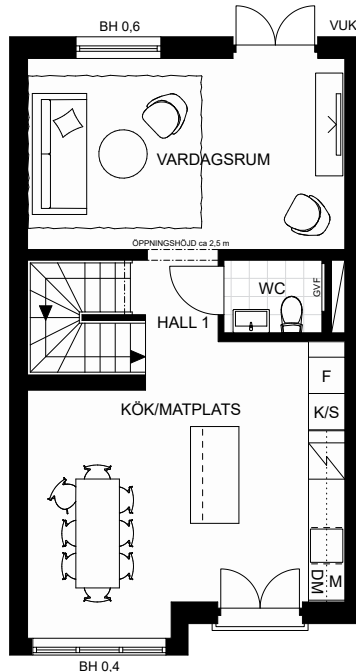 BH 0,6
VUK
VARDAGSRUM
ÖPPNINGSHÖJD ca 2,5 m
WC
GVF
HALL 1
F
K/S
KÖK/MATPLATS
DM
M
BH 0,4